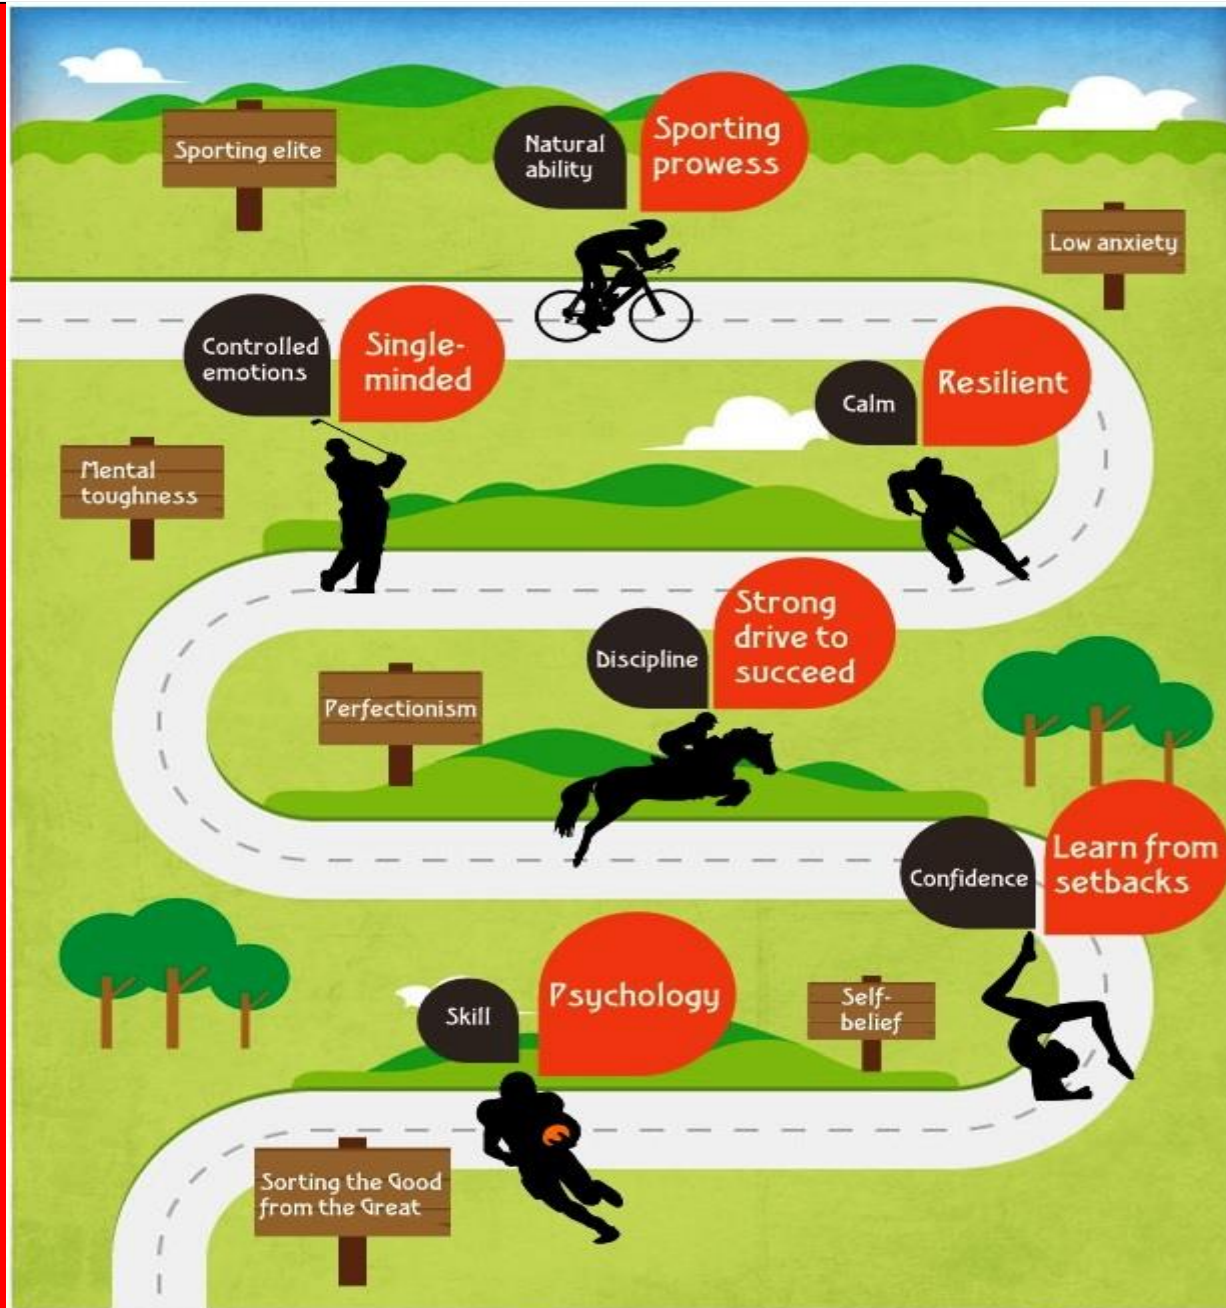 Sporting elite
Natural
ability
Sporting
prowess
Low anxiety
Controlled
emotions
Single-
minded
Calm
Resilient
Mental
toughness
Discipline
Strong
drive to
succeed
Perfectionism
Confidence
Learn from
setbacks
Skill
Psychology
Self-
belief
Sorting the Good
from the Great